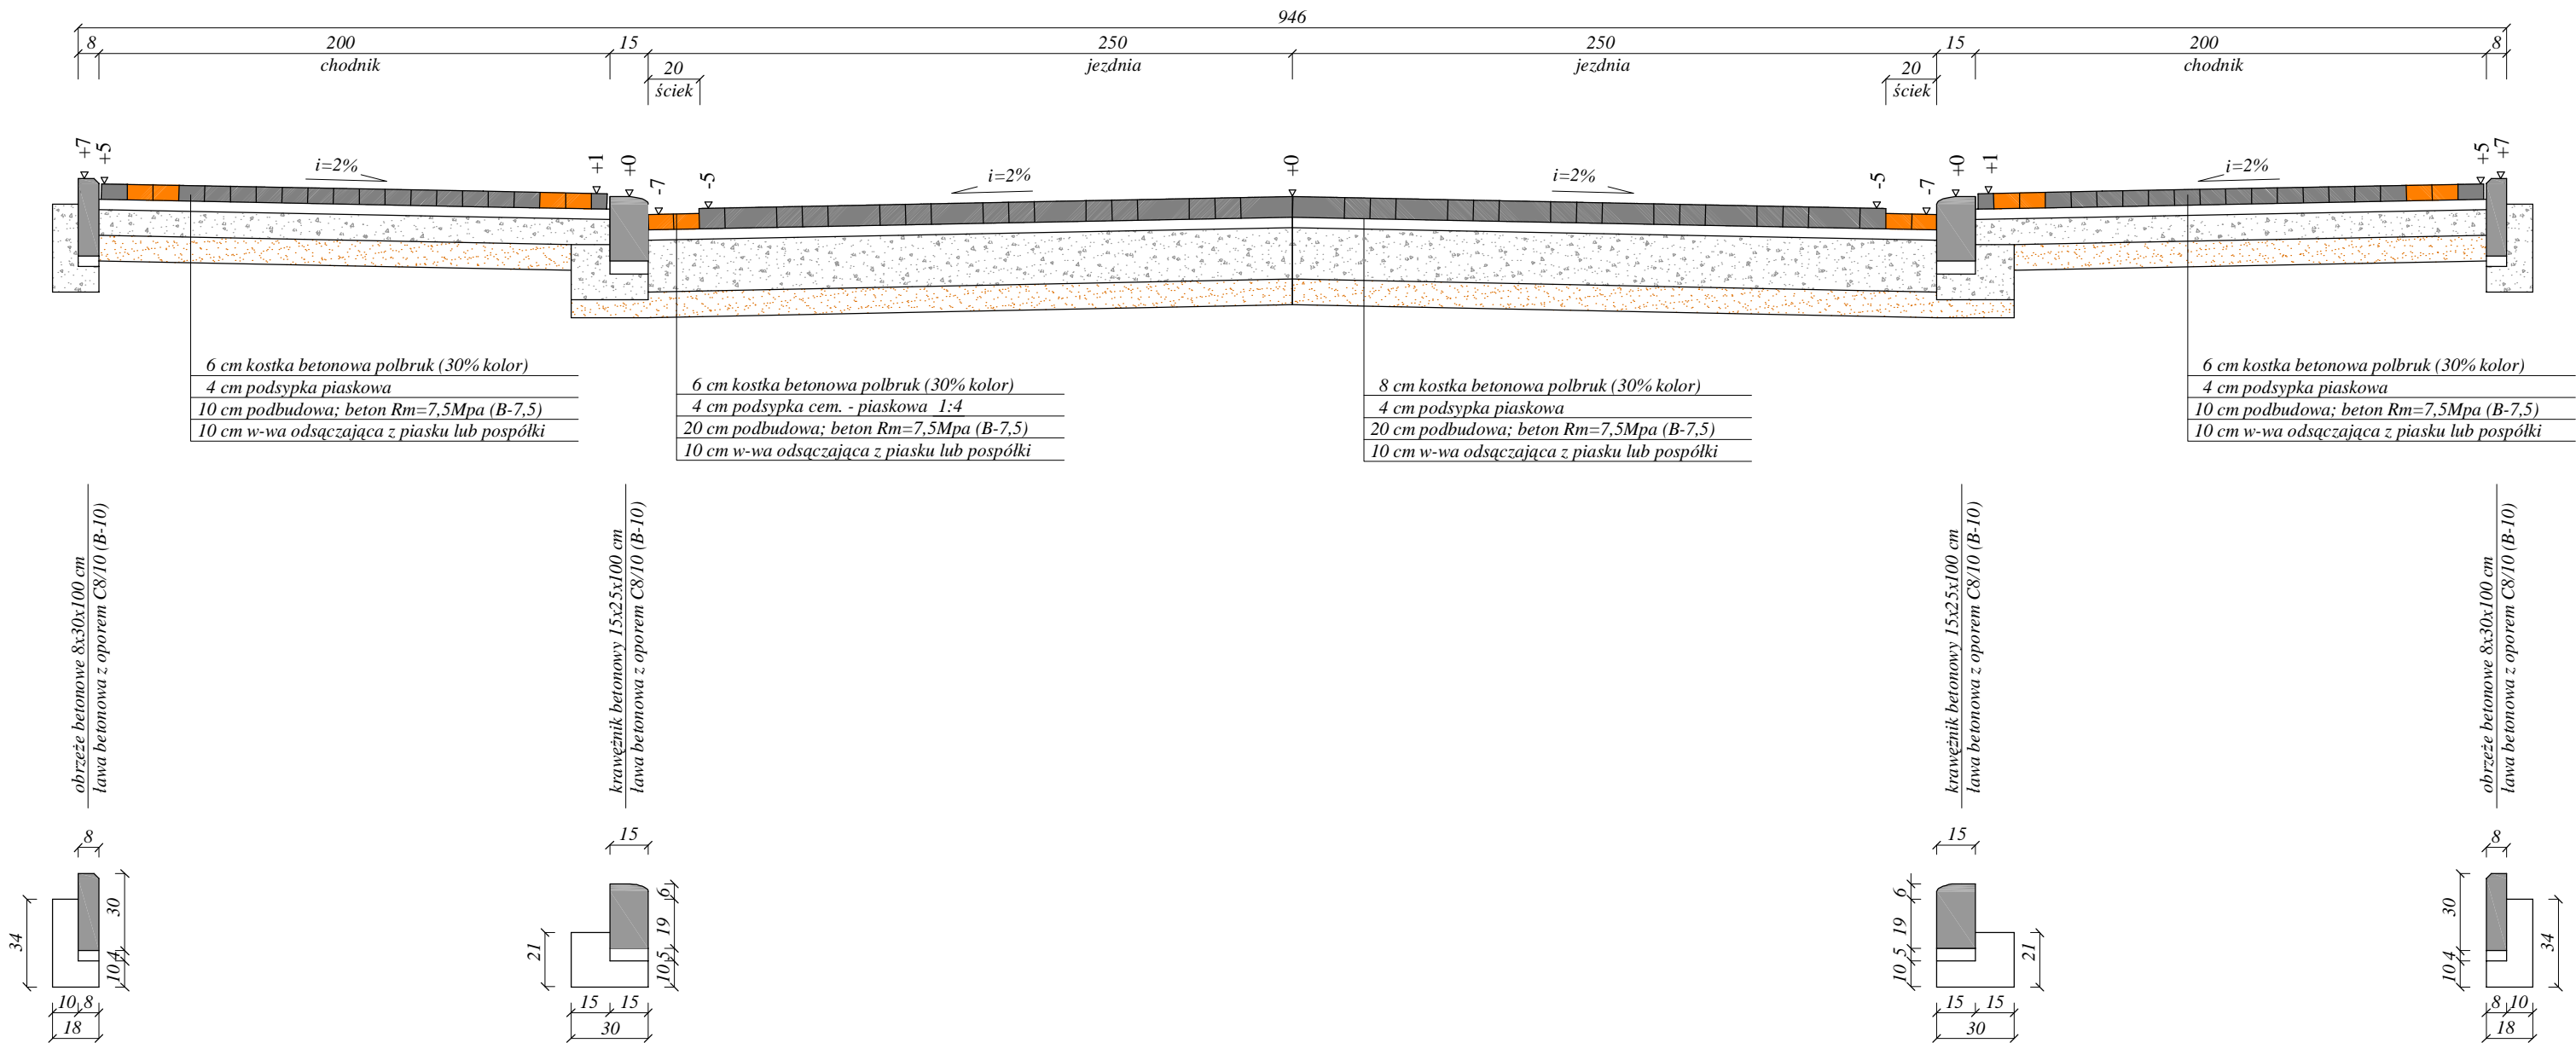 946
8 200 15 250 250 15 200 8
chodnik jezdnia jezdnia chodnik
20 20
ściek ściek
+7 +5 +1 +0 -7 -5 +0 -5 -7 +0 +1 +5 +7
i=2% i=2% i=2% i=2%
6 cm kostka betonowa polbruk (30% kolor)
4 cm podsypka piaskowa
10 cm podbudowa; beton Rm=7,5Mpa (B-7,5)
10 cm w-wa odsączająca z piasku lub pospółki
6 cm kostka betonowa polbruk (30% kolor)
4 cm podsypka cem. - piaskowa 1:4
20 cm podbudowa; beton Rm=7,5Mpa (B-7,5)
10 cm w-wa odsączająca z piasku lub pospółki
8 cm kostka betonowa polbruk (30% kolor)
4 cm podsypka piaskowa
20 cm podbudowa; beton Rm=7,5Mpa (B-7,5)
10 cm w-wa odsączająca z piasku lub pospółki
6 cm kostka betonowa polbruk (30% kolor)
4 cm podsypka piaskowa
10 cm podbudowa; beton Rm=7,5Mpa (B-7,5)
10 cm w-wa odsączająca z piasku lub pospółki
obrzeże betonowe 8x30x100 cm
ława betonowa z oporem C8/10 (B-10)
krawężnik betonowy 15x25x100 cm
ława betonowa z oporem C8/10 (B-10)
krawężnik betonowy 15x25x100 cm
ława betonowa z oporem C8/10 (B-10)
obrzeże betonowe 8x30x100 cm
ława betonowa z oporem C8/10 (B-10)
8
34
30
4
10
10 8
18
15
21
6
19
5
10
15 15
30
15
6
19
5
10
21
15 15
30
8
30
4
10
34
8 10
18